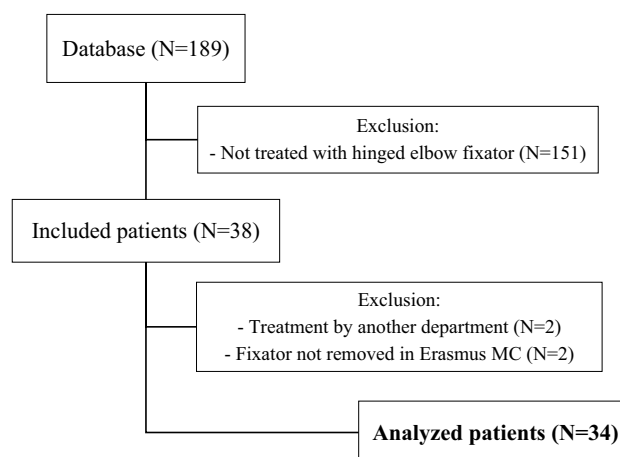 Database (N=189)
Exclusion:
- Not treated with hinged elbow fixator (N=151)
Included patients (N=38)
Exclusion:
- Treatment by another department (N=2)
- Fixator not removed in Erasmus MC (N=2)
Analyzed patients (N=34)